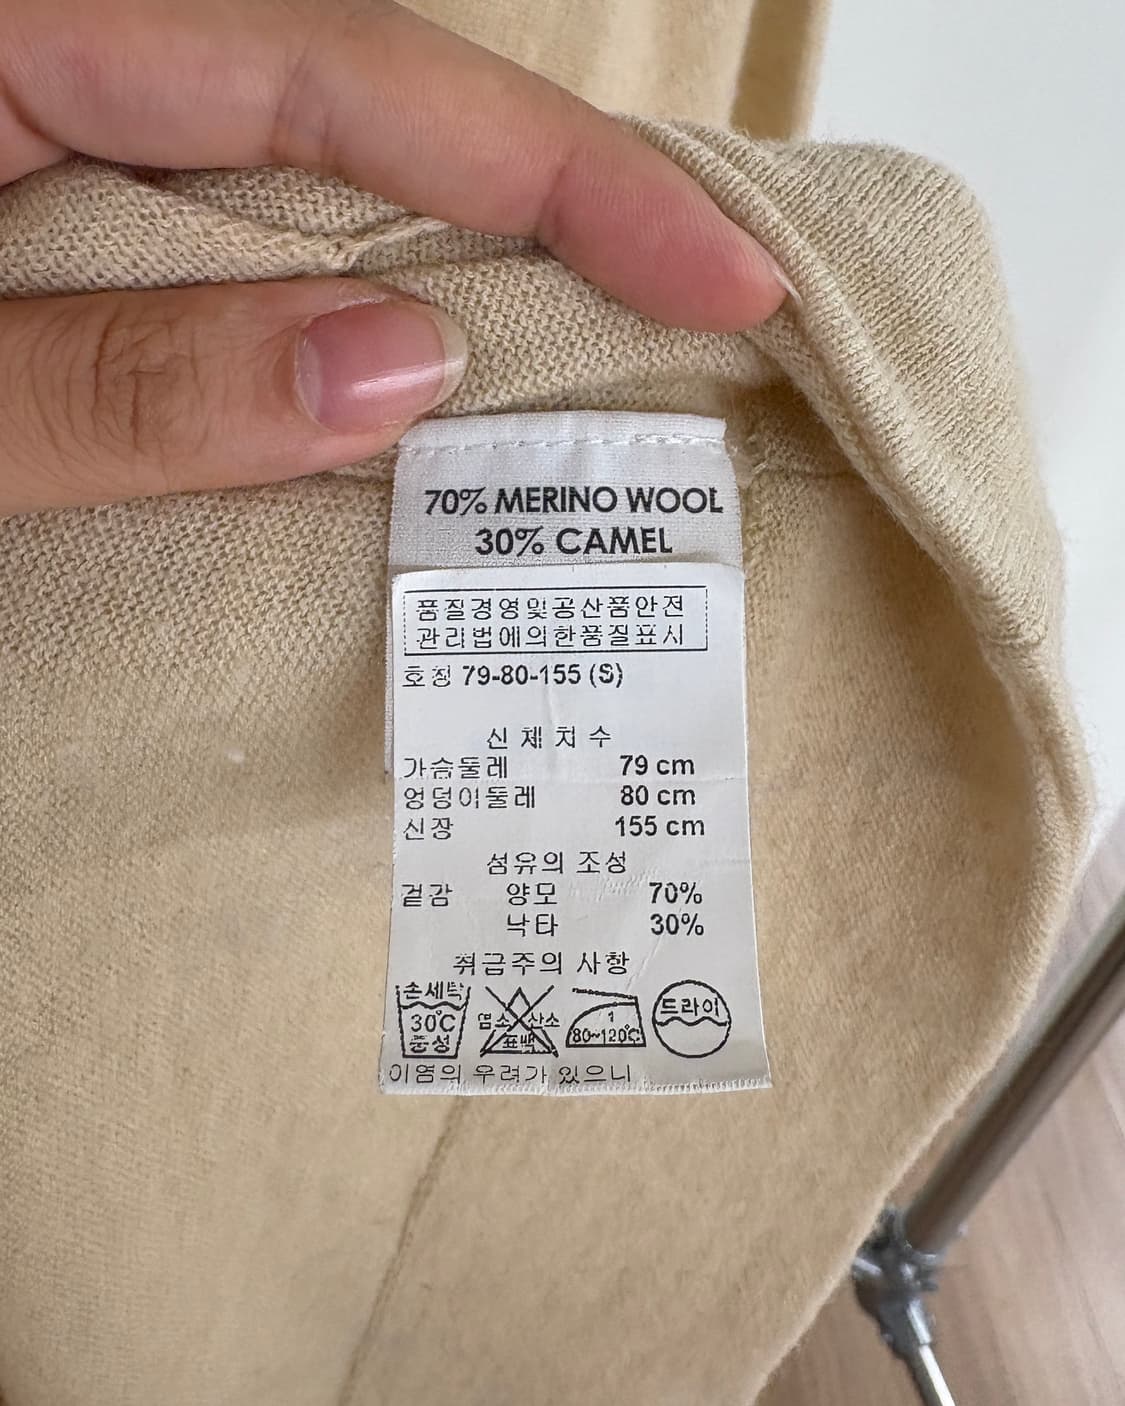 70% MERINO WOOL
30% CAMEL
품질경영및공산품안전
관리법에의한품질표시
호칭 79-80-155 (S)
신체치수
가슴둘레 79 cm
엉덩이둘레 80 cm
신장 155 cm
섬유의 조성
겉감 양모 70%
낙타 30%
취급주의 사항
손세탁
30℃
중성
염소 산소
표백
1
80~120℃
드라이
이염의 우려가 있으니